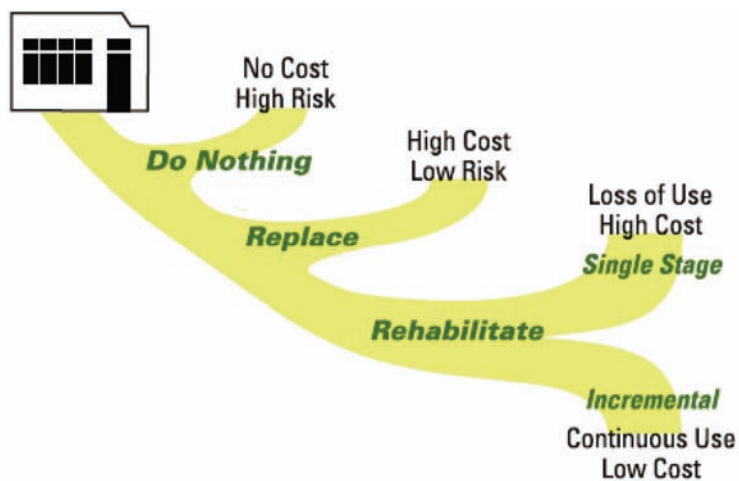 No Cost
High Risk
Do Nothing
High Cost
Low Risk
Replace
Loss of Use
High Cost
Single Stage
Rehabilitate
Incremental
Continuous Use
Low Cost